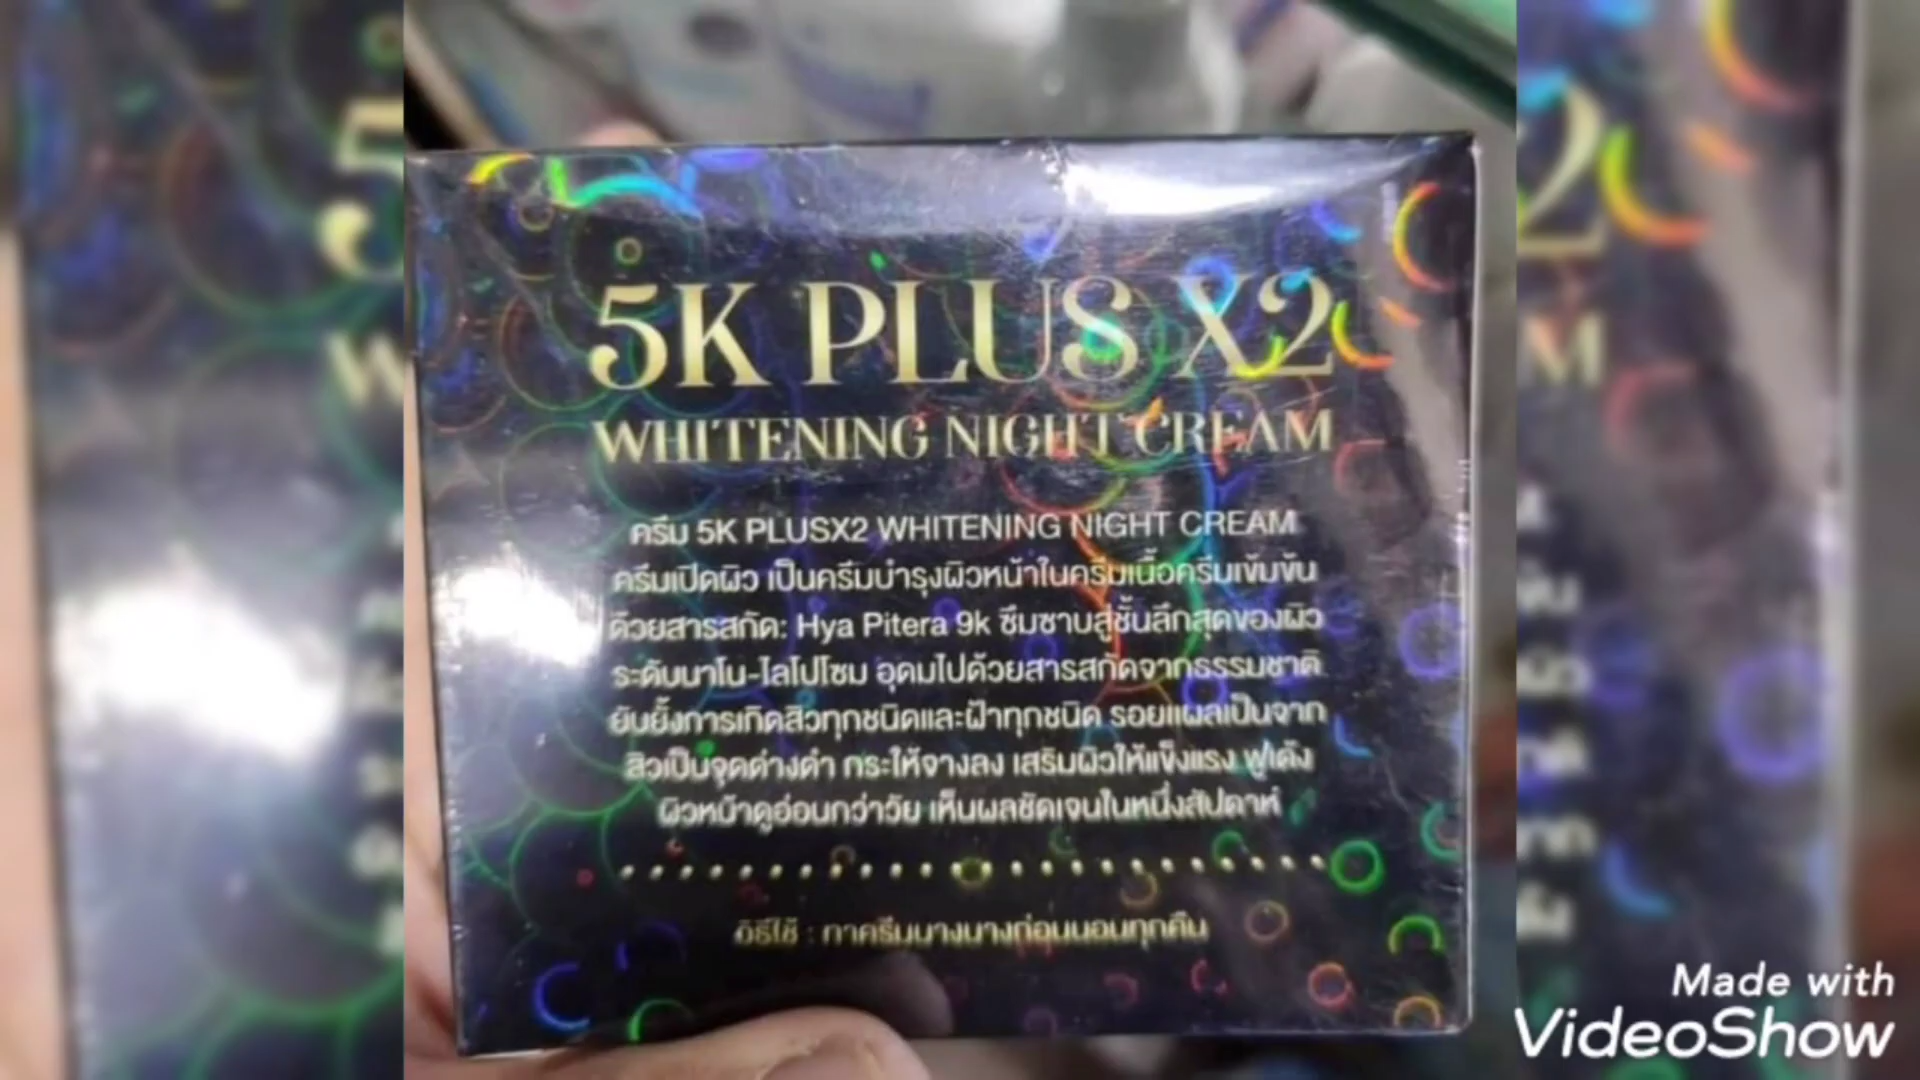 5K PLUS X2
WHITENING NIGHT CREAM
ครีม 5K PLUSX2 WHITENING NIGHT CREAM
ครีมเปิดผิว เป็นครีมบำรุงผิวหน้าในครีมเนื้อครีมเข้มข้น
ด้วยสารสกัด: Hya Pitera 9k ซึมซาบสู่ชั้นลึกสุดของผิว
ระดับนาโน-ไลโปโซม อุดมไปด้วยสารสกัดจากธรรมชาติ
ยับยั้งการเกิดสิวทุกชนิดและฝ้าทุกชนิด รอยแผลเป็นจาก
สิวเป็นจุดด่างดำ กระให้จางลง เสริมผิวให้แข็งแรง ฟูเด้ง
ผิวหน้าดูอ่อนกว่าวัย เห็นผลชัดเจนในหนึ่งสัปดาห์
วิธีใช้ : ทาครีมบางบางก่อนนอนทุกคืน
Made with
VideoShow